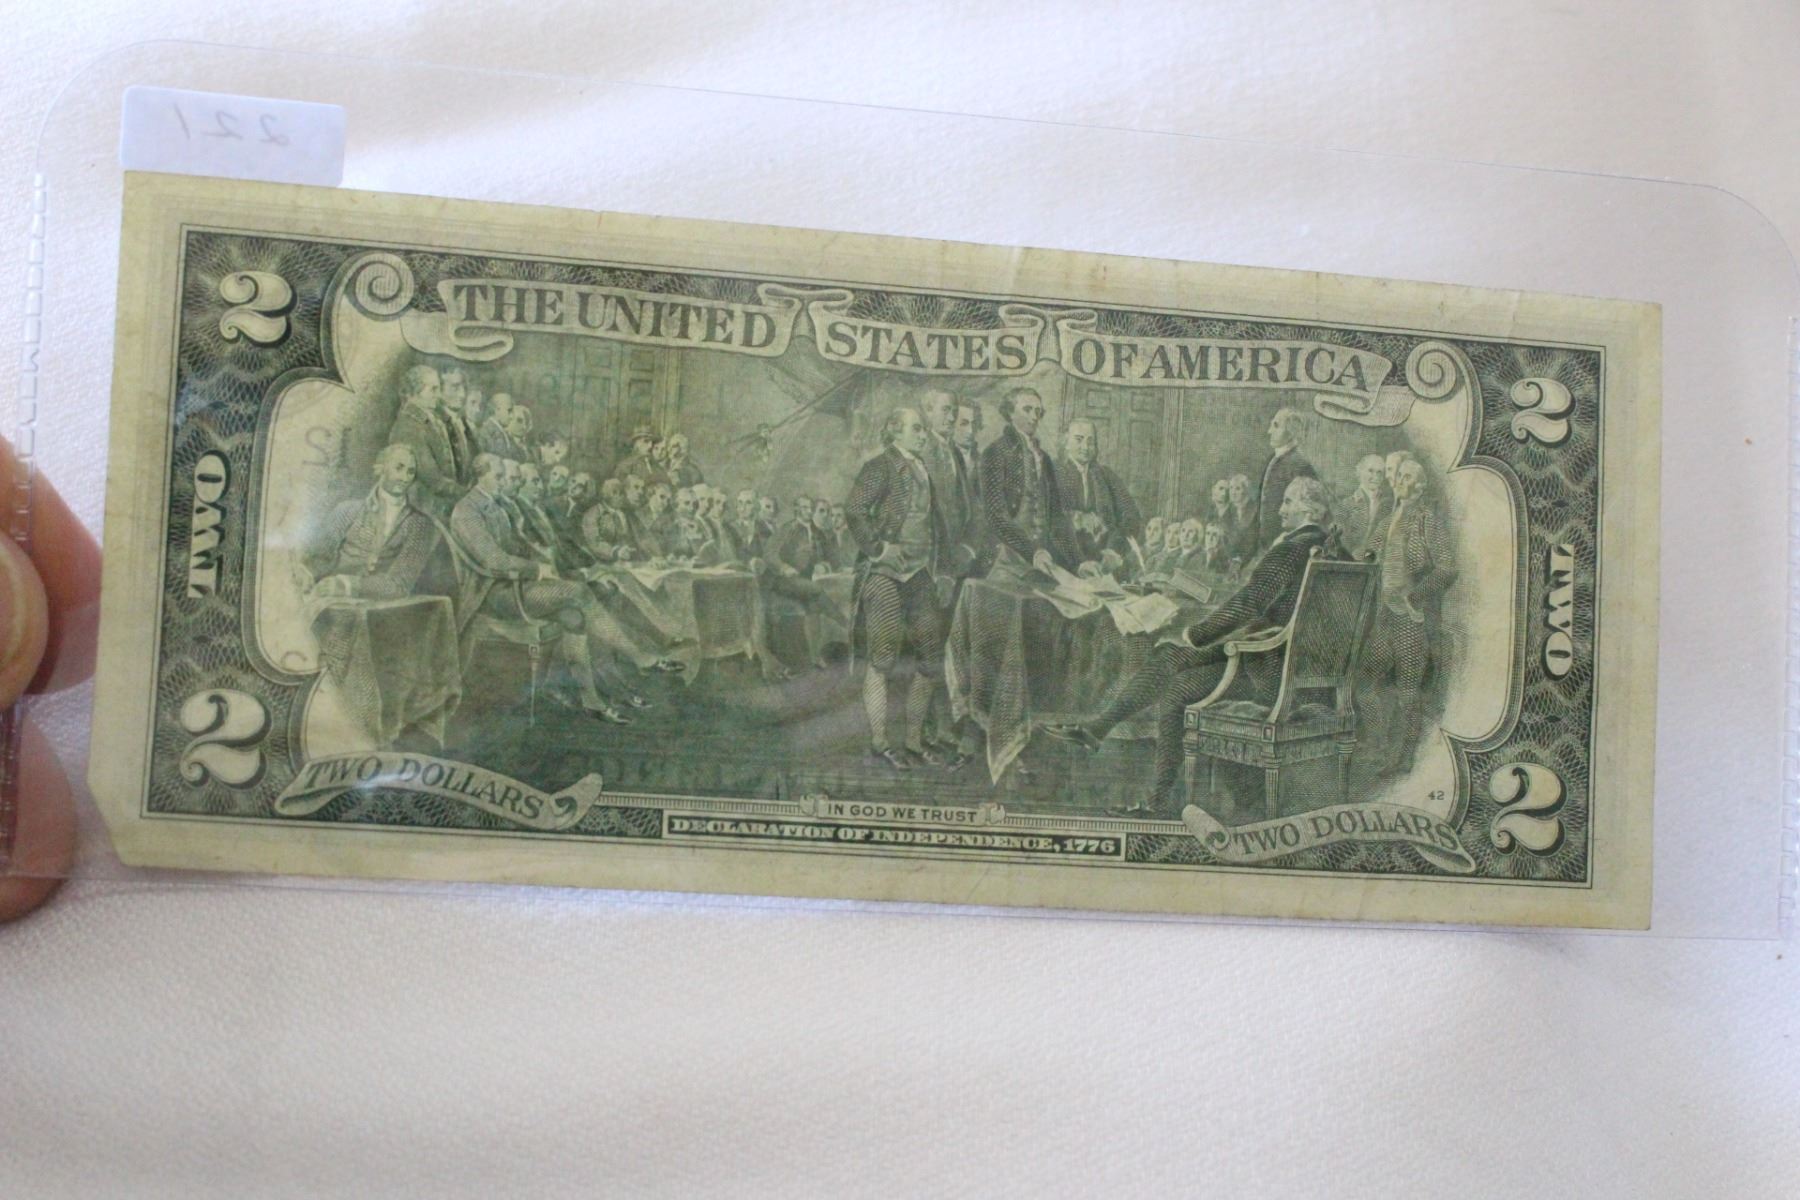 221
2 THE UNITED STATES OF AMERICA 2
TWO
TWO
42
2 TWO DOLLARS
IN GOD WE TRUST
TWO DOLLARS 2
DECLARATION OF INDEPENDENCE, 1776